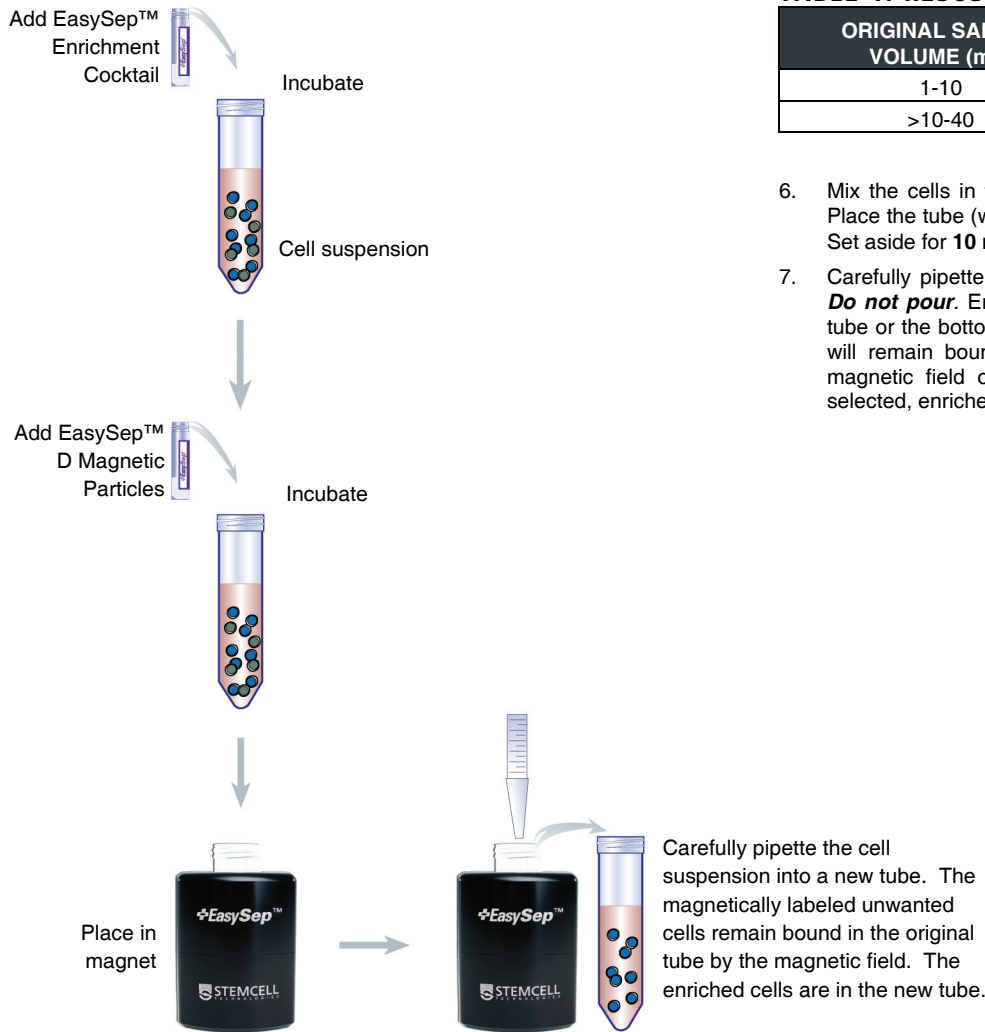 Add EasySep™
Enrichment
Cocktail
EasySep
Incubate
Cell suspension
Add EasySep™
D Magnetic
Particles
EasySep
Incubate
Place in
magnet
EasySep™
STEMCELL
TECHNOLOGIES
EasySep™
STEMCELL
TECHNOLOGIES
Carefully pipette the cell
suspension into a new tube. The
magnetically labeled unwanted
cells remain bound in the original
tube by the magnetic field. The
enriched cells are in the new tube.
ORIGINAL
VOLUME
1-10
>10-40
6. Mix the cells in
Place the tube
Set aside for 10
7. Carefully pipette
Do not pour.
tube or the
will remain
magnetic field
selected,